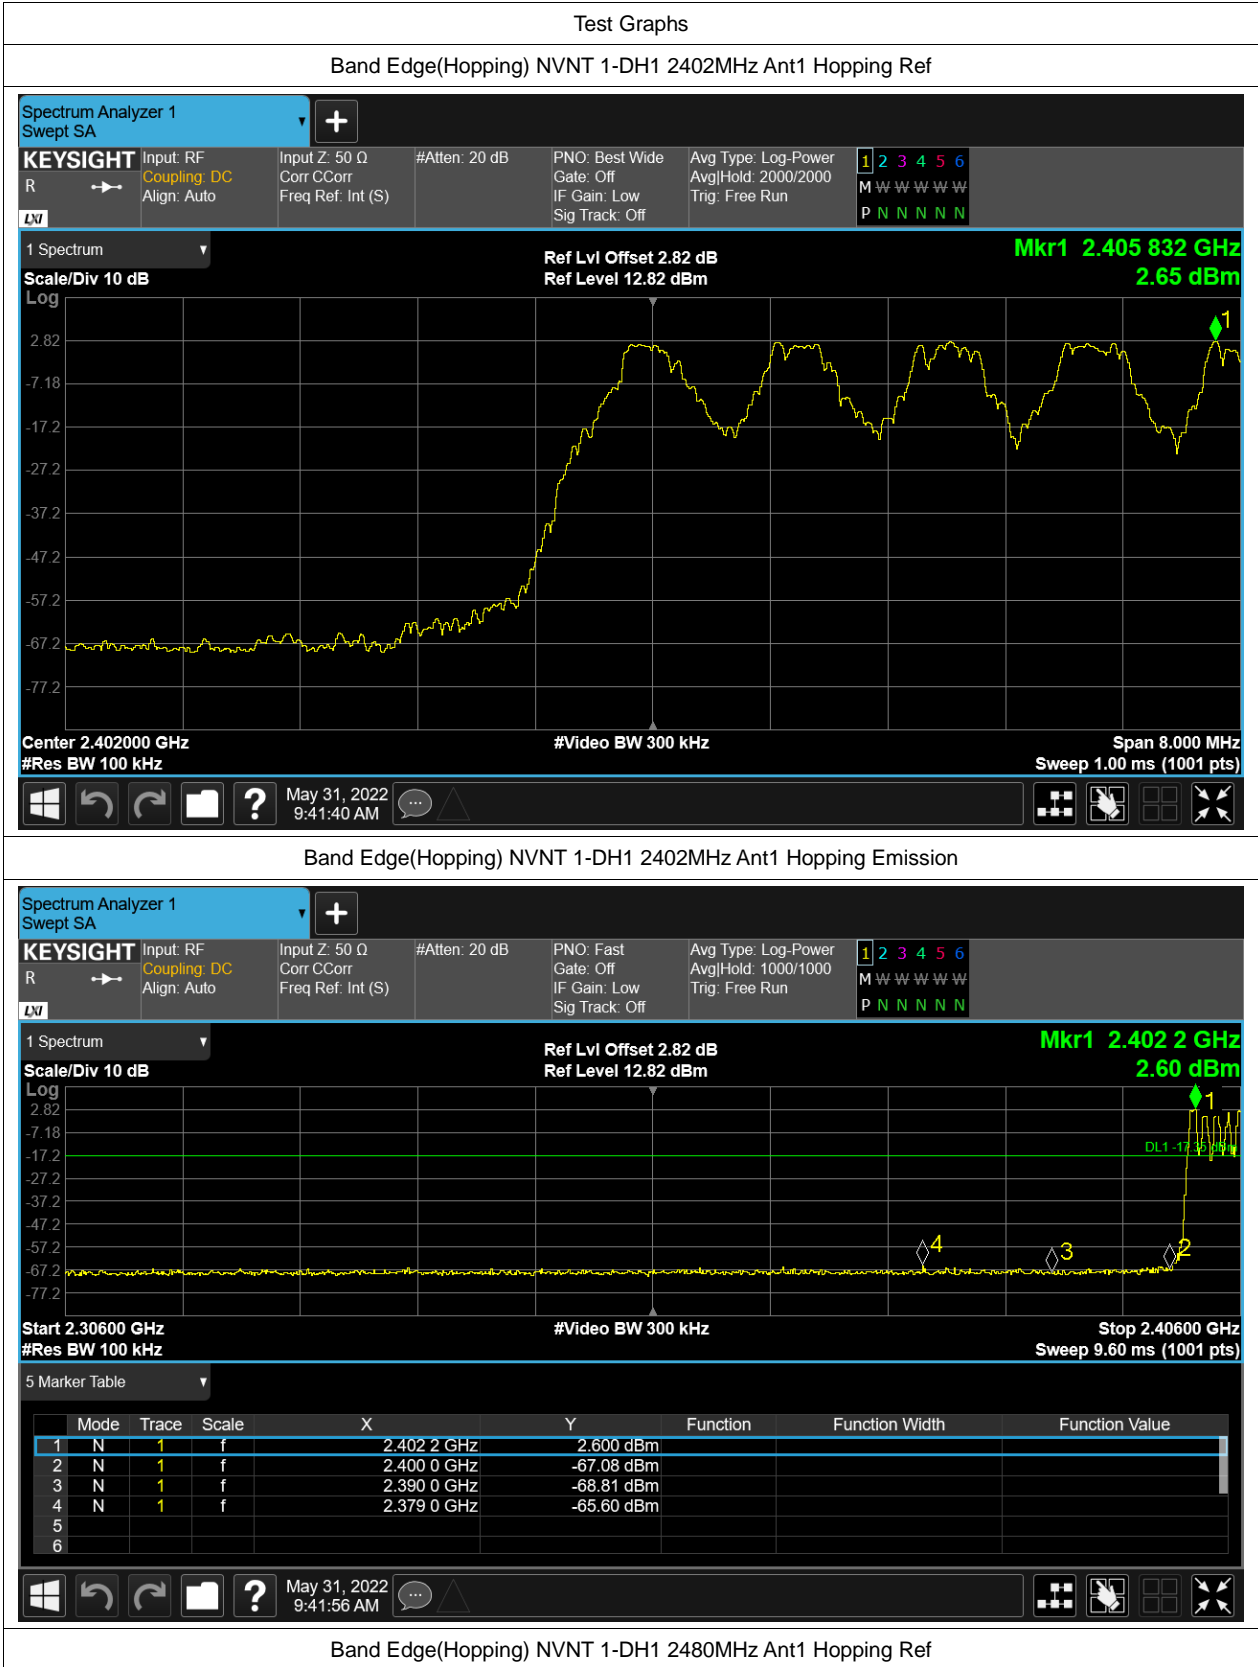 Test Graphs
Band Edge(Hopping) NVNT 1-DH1 2402MHz Ant1 Hopping Ref
Spectrum Analyzer 1
Swept SA
KEYSIGHT Input: RF Input Z: 50 Ω #Atten: 20 dB PNO: Best Wide Avg Type: Log-Power 1 2 3 4 5 6
R Coupling: DC Corr CCorr Gate: Off Avg|Hold: 2000/2000 M W W W W W
Align: Auto Freq Ref: Int (S) IF Gain: Low Trig: Free Run
LXI Sig Track: Off P N N N N N
1 Spectrum Ref Lvl Offset 2.82 dB Mkr1 2.405 832 GHz
Scale/Div 10 dB Ref Level 12.82 dBm 2.65 dBm
Log
1
2.82
-7.18
-17.2
-27.2
-37.2
-47.2
-57.2
-67.2
-77.2
Center 2.402000 GHz #Video BW 300 kHz Span 8.000 MHz
#Res BW 100 kHz Sweep 1.00 ms (1001 pts)
May 31, 2022
9:41:40 AM
Band Edge(Hopping) NVNT 1-DH1 2402MHz Ant1 Hopping Emission
Spectrum Analyzer 1
Swept SA
KEYSIGHT Input: RF Input Z: 50 Ω #Atten: 20 dB PNO: Fast Avg Type: Log-Power 1 2 3 4 5 6
R Coupling: DC Corr CCorr Gate: Off Avg|Hold: 1000/1000 M W W W W W
Align: Auto Freq Ref: Int (S) IF Gain: Low Trig: Free Run
LXI Sig Track: Off P N N N N N
1 Spectrum Ref Lvl Offset 2.82 dB Mkr1 2.402 2 GHz
Scale/Div 10 dB Ref Level 12.82 dBm 2.60 dBm
Log
1
2.82
-7.18
DL1 -17.35 dBm
-17.2
-27.2
-37.2
-47.2
-57.2
4 3 2
-67.2
-77.2
Start 2.30600 GHz #Video BW 300 kHz Stop 2.40600 GHz
#Res BW 100 kHz Sweep 9.60 ms (1001 pts)
5 Marker Table
Mode Trace Scale X Y Function Function Width Function Value
1 N 1 f 2.402 2 GHz 2.600 dBm
2 N 1 f 2.400 0 GHz -67.08 dBm
3 N 1 f 2.390 0 GHz -68.81 dBm
4 N 1 f 2.379 0 GHz -65.60 dBm
5
6
May 31, 2022
9:41:56 AM
Band Edge(Hopping) NVNT 1-DH1 2480MHz Ant1 Hopping Ref